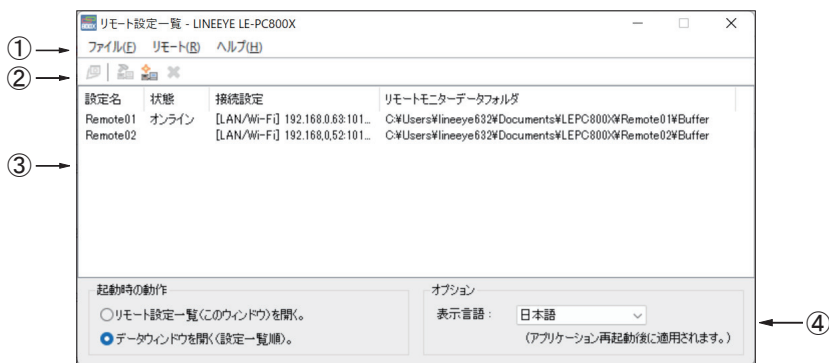 リモート設定一覧 - LINEEYE LE-PC800X
① ファイル(F) リモート(R) ヘルプ(H)
②
設定名 状態 接続設定 リモートモニターデータフォルダ
Remote01 オンライン [LAN/Wi-Fi] 192.168.0.63:101... C:¥Users¥lineeye632¥Documents¥LEPC800X¥Remote01¥Buffer
Remote02 [LAN/Wi-Fi] 192,168,0,52:101... C:¥Users¥lineeye632¥Documents¥LEPC800X¥Remote02¥Buffer
③
起動時の動作 オプション
リモート設定一覧(このウィンドウ)を開く。 表示言語: 日本語
④
データウィンドウを開く(設定一覧順)。 (アプリケーション再起動後に適用されます。)